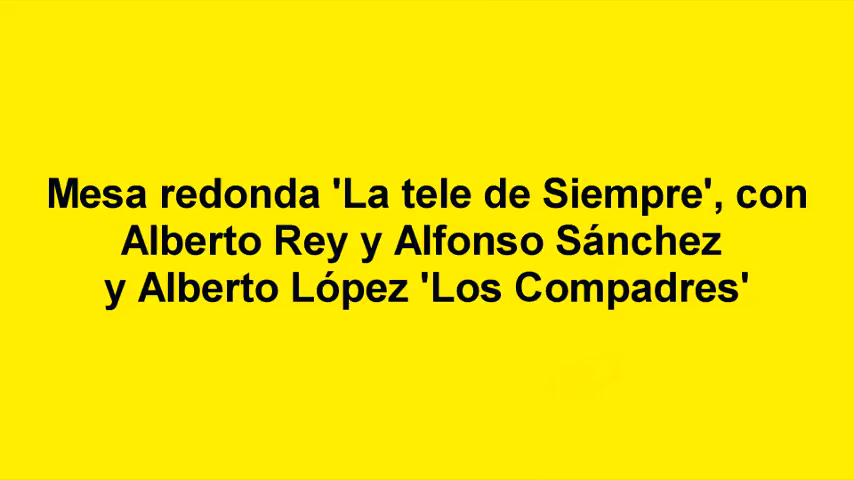 Mesa redonda 'La tele de Siempre', con
Alberto Rey y Alfonso Sánchez
y Alberto López 'Los Compadres'